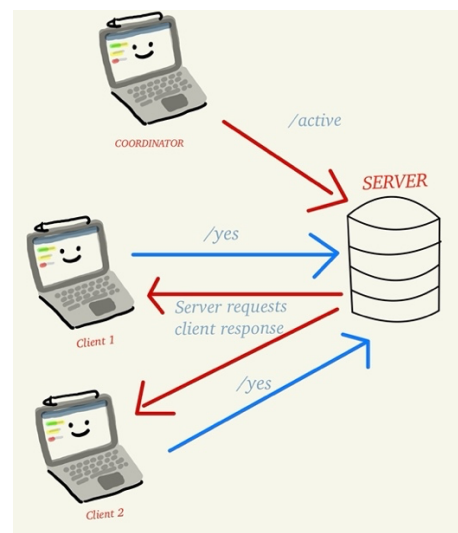 COORDINATOR
/active
SERVER
/yes
Server requests
client response
Client 1
/yes
Client 2